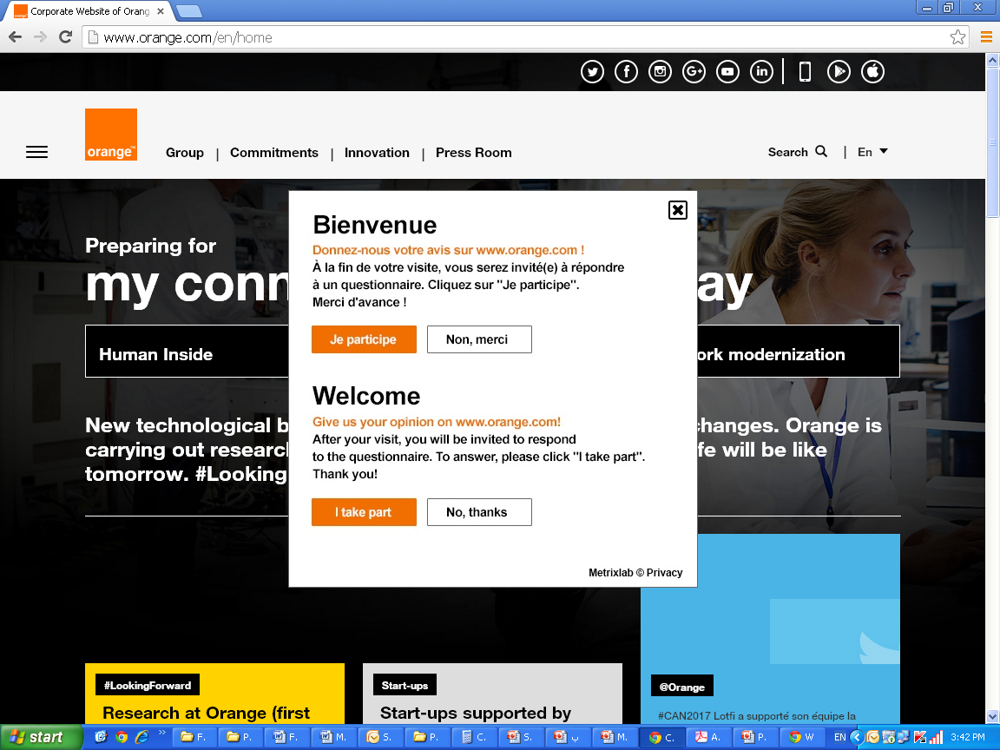 Corporate Website of Orang
www.orange.com/en/home
orange™
Group | Commitments | Innovation | Press Room
Search | En
Preparing for
my conn
ay
Human Inside
ork modernization
New technological b
changes. Orange is
carrying out research
fe will be like
tomorrow. #Looking
Bienvenue
Donnez-nous votre avis sur www.orange.com !
À la fin de votre visite, vous serez invité(e) à répondre
à un questionnaire. Cliquez sur "Je participe".
Merci d'avance !
Je participe
Non, merci
Welcome
Give us your opinion on www.orange.com!
After your visit, you will be invited to respond
to the questionnaire. To answer, please click "I take part".
Thank you!
I take part
No, thanks
Metrixlab © Privacy
#LookingForward
Research at Orange (first
Start-ups
Start-ups supported by
@Orange
#CAN2017 Lotfi a supporté son équipe la
start
F.
P.
F.
M.
S.
P.
C.
S.
ب
M.
C.
A.
P.
W
EN
3:42 PM